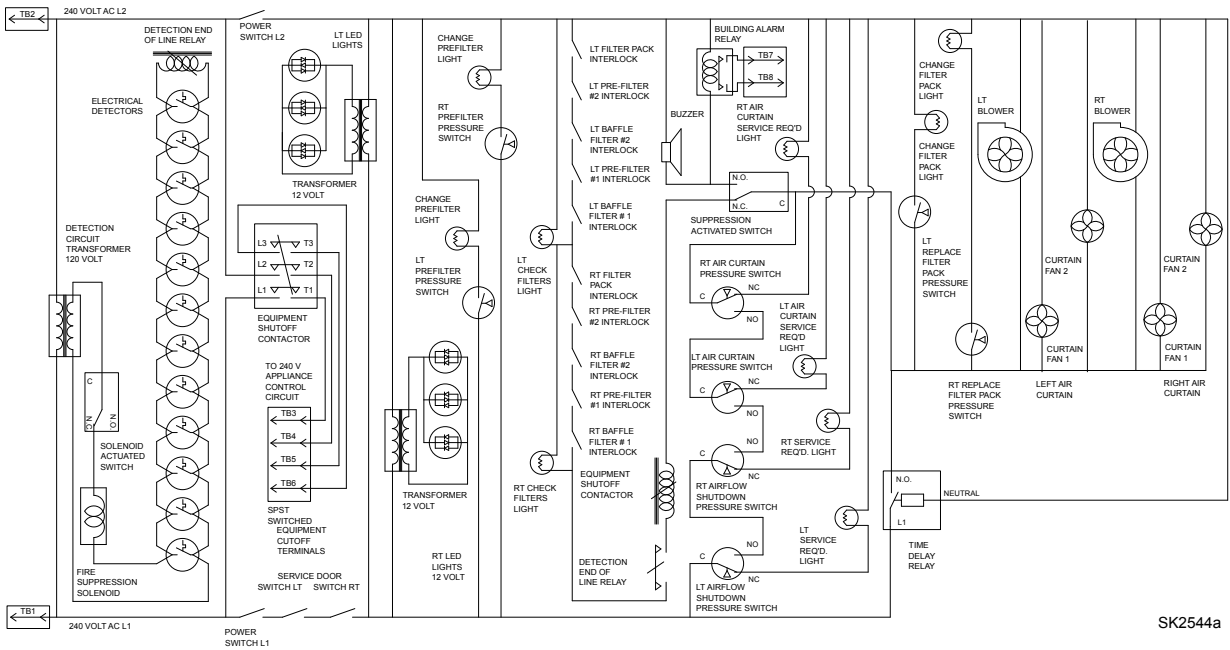 TB2
240 VOLT AC L2
DETECTION END
OF LINE RELAY
ELECTRICAL
DETECTORS
DETECTION
CIRCUIT
TRANSFORMER
120 VOLT
C
N.C.
N.O.
SOLENOID
ACTUATED
SWITCH
FIRE
SUPPRESSION
SOLENOID
TB1
240 VOLT AC L1
POWER
SWITCH L2
LT LED
LIGHTS
TRANSFORMER
12 VOLT
L3
T3
L2
T2
L1
T1
EQUIPMENT
SHUTOFF
CONTACTOR
TO 240 V
APPLIANCE
CONTROL
CIRCUIT
TB3
TB4
TB5
TB6
SPST
SWITCHED
EQUIPMENT
CUTOFF
TERMINALS
SERVICE DOOR
SWITCH LT
SWITCH RT
POWER
SWITCH L1
CHANGE
PREFILTER
LIGHT
RT
PREFILTER
PRESSURE
SWITCH
CHANGE
PREFILTER
LIGHT
LT
PREFILTER
PRESSURE
SWITCH
TRANSFORMER
12 VOLT
RT LED
LIGHTS
12 VOLT
LT FILTER PACK
INTERLOCK
LT PRE-FILTER
#2 INTERLOCK
LT BAFFLE
FILTER #2
INTERLOCK
LT PRE-FILTER
#1 INTERLOCK
LT BAFFLE
FILTER # 1
INTERLOCK
LT
CHECK
FILTERS
LIGHT
RT FILTER
PACK
INTERLOCK
RT PRE-FILTER
#2 INTERLOCK
RT BAFFLE
FILTER #2
INTERLOCK
RT PRE-FILTER
#1 INTERLOCK
RT BAFFLE
FILTER # 1
INTERLOCK
RT CHECK
FILTERS
LIGHT
EQUIPMENT
SHUTOFF
CONTACTOR
DETECTION
END OF
LINE RELAY
BUILDING ALARM
RELAY
TB7
TB8
BUZZER
RT AIR
CURTAIN
SERVICE REQ'D
LIGHT
N.O.
N.C.
C
SUPPRESSION
ACTIVATED SWITCH
RT AIR CURTAIN
PRESSURE SWITCH
C
NC
NO
LT AIR
CURTAIN
SERVICE
REQ'D
LIGHT
LT AIR CURTAIN
PRESSURE SWITCH
C
NC
NO
RT SERVICE
REQ'D. LIGHT
NO
C
NC
RT AIRFLOW
SHUTDOWN
PRESSURE SWITCH
LT
SERVICE
REQ'D.
LIGHT
NO
C
NC
LT AIRFLOW
SHUTDOWN
PRESSURE SWITCH
CHANGE
FILTER
PACK
LIGHT
CHANGE
FILTER
PACK
LIGHT
LT
REPLACE
FILTER
PACK
PRESSURE
SWITCH
RT REPLACE
FILTER PACK
PRESSURE
SWITCH
LT
BLOWER
RT
BLOWER
CURTAIN
FAN 2
CURTAIN
FAN 1
LEFT AIR
CURTAIN
CURTAIN
FAN 2
CURTAIN
FAN 1
RIGHT AIR
CURTAIN
N.O.
NEUTRAL
L1
TIME
DELAY
RELAY
SK2544a